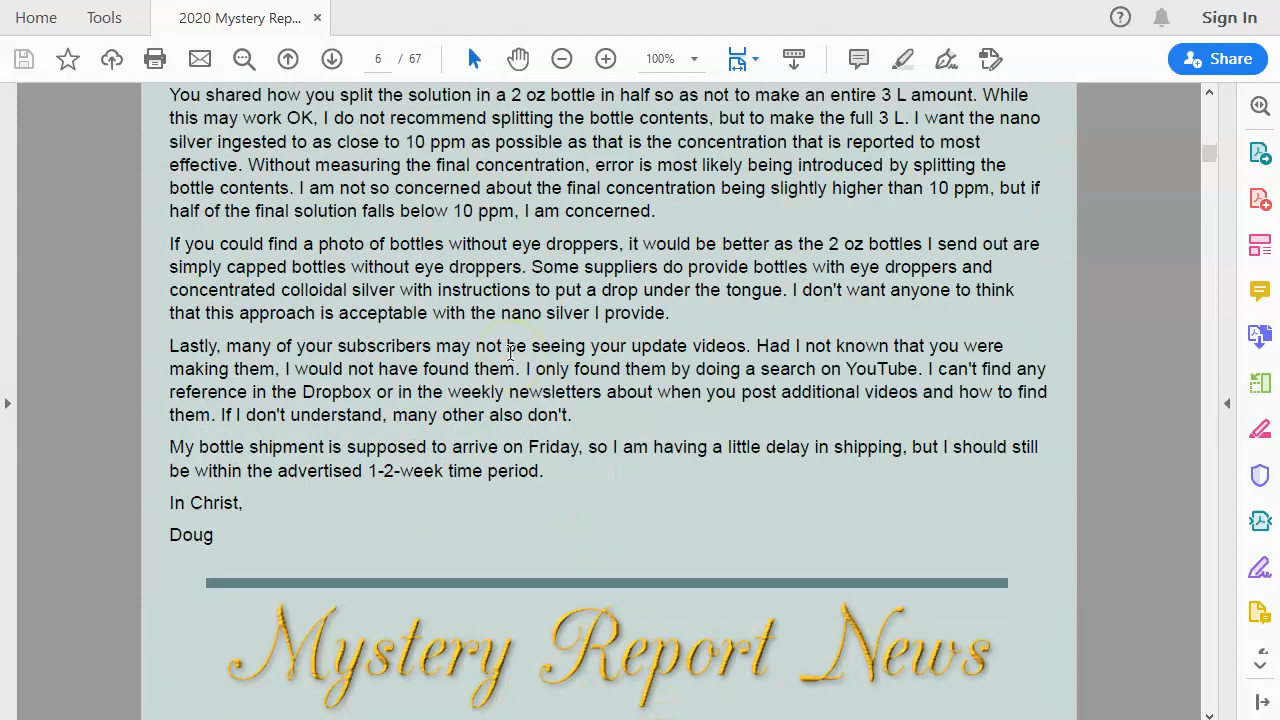 Home Tools 2020 Mystery Rep... × Sign In
6 / 67 100% Share
You shared how you split the solution in a 2 oz bottle in half so as not to make an entire 3 L amount. While
this may work OK, I do not recommend splitting the bottle contents, but to make the full 3 L. I want the nano
silver ingested to as close to 10 ppm as possible as that is the concentration that is reported to most
effective. Without measuring the final concentration, error is most likely being introduced by splitting the
bottle contents. I am not so concerned about the final concentration being slightly higher than 10 ppm, but if
half of the final solution falls below 10 ppm, I am concerned.
If you could find a photo of bottles without eye droppers, it would be better as the 2 oz bottles I send out are
simply capped bottles without eye droppers. Some suppliers do provide bottles with eye droppers and
concentrated colloidal silver with instructions to put a drop under the tongue. I don't want anyone to think
that this approach is acceptable with the nano silver I provide.
Lastly, many of your subscribers may not be seeing your update videos. Had I not known that you were
making them, I would not have found them. I only found them by doing a search on YouTube. I can't find any
reference in the Dropbox or in the weekly newsletters about when you post additional videos and how to find
them. If I don't understand, many other also don't.
My bottle shipment is supposed to arrive on Friday, so I am having a little delay in shipping, but I should still
be within the advertised 1-2-week time period.
In Christ,
Doug
Mystery Report News